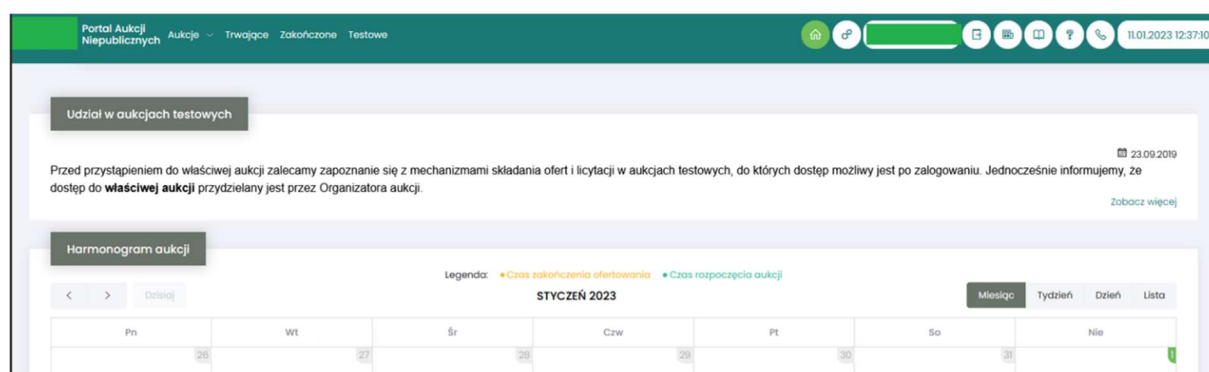 Portal Aukcji
Niepublicznych
Aukcje Trwające Zakończone Testowe
11.01.2023 12:37:10
Udział w aukcjach testowych
23.09.2019
Przed przystąpieniem do właściwej aukcji zalecamy zapoznanie się z mechanizmami składania ofert i licytacji w aukcjach testowych, do których dostęp możliwy jest po zalogowaniu. Jednocześnie informujemy, że
dostęp do właściwej aukcji przydzielany jest przez Organizatora aukcji.
Zobacz więcej
Harmonogram aukcji
Legenda: •Czas zakończenia ofertowania •Czas rozpoczęcia aukcji
< > Dzisiaj STYCZEŃ 2023 Miesiąc Tydzień Dzień Lista
Pn Wt Śr Czw Pt So Nie
26 27 28 29 30 31 1